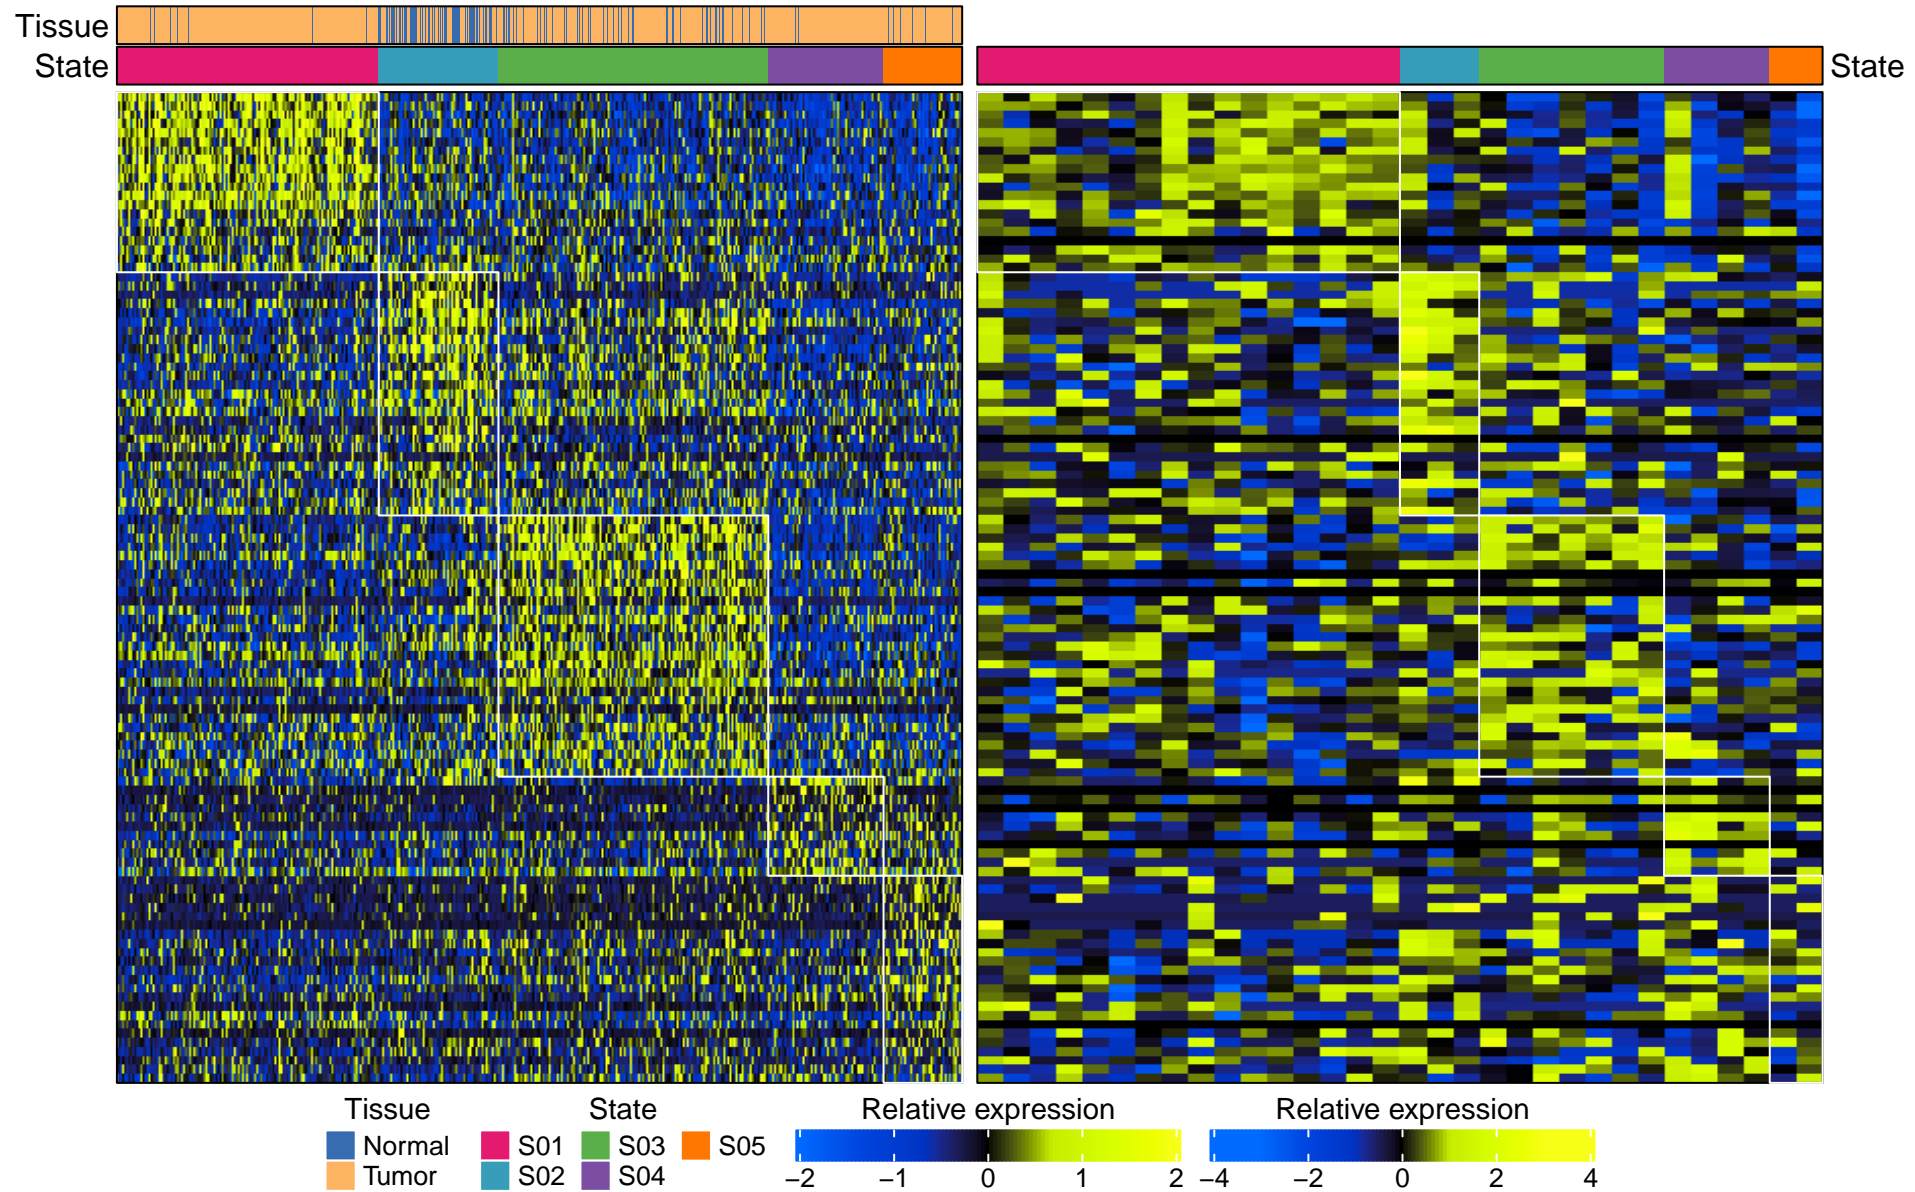 Tissue
State
State
Tissue State Relative expression Relative expression
Normal S01 S03 S05
Tumor S02 S04
−2 −1 0 1 2 −4 −2 0 2 4